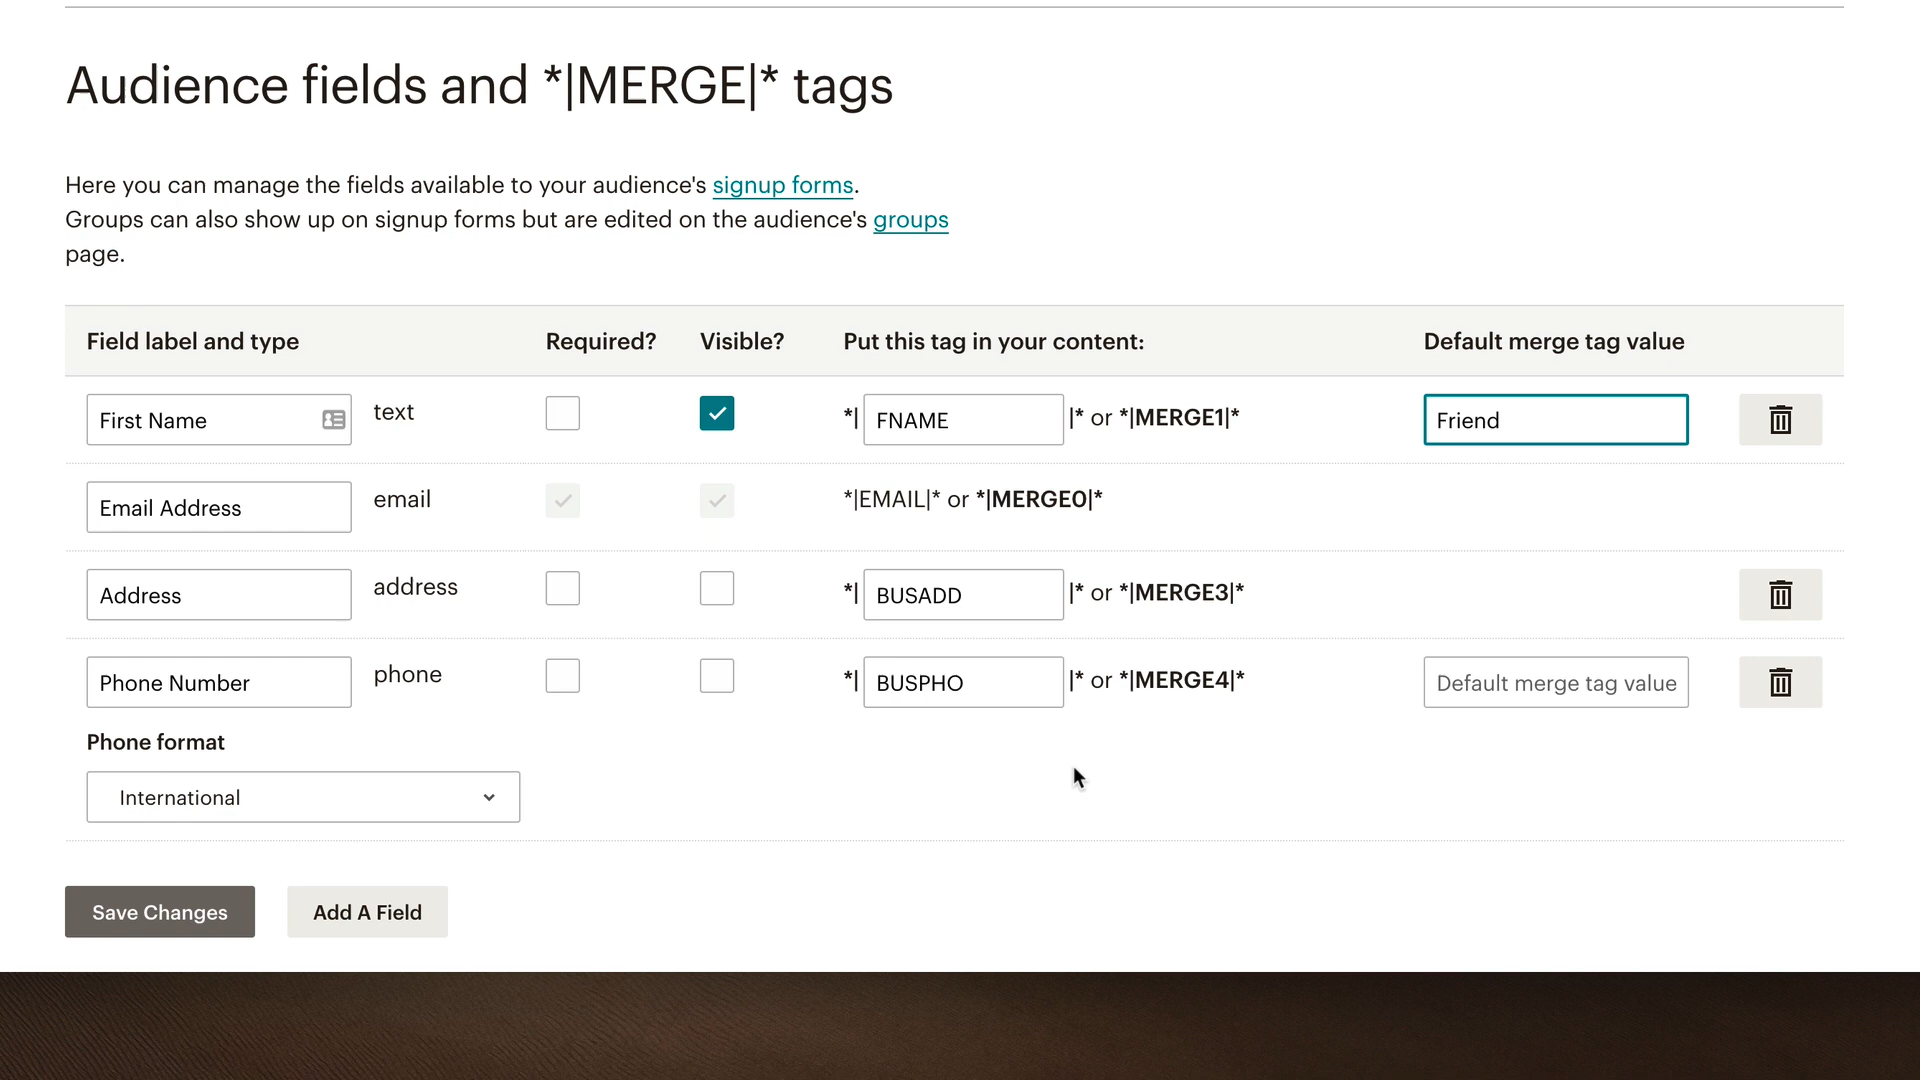 Audience fields and *|MERGE|* tags
Here you can manage the fields available to your audience's signup forms.
Groups can also show up on signup forms but are edited on the audience's groups
page.
Field label and type Required? Visible? Put this tag in your content: Default merge tag value
First Name text *| FNAME |* or *|MERGE1|* Friend
Email Address email *|EMAIL|* or *|MERGE0|*
Address address *| BUSADD |* or *|MERGE3|*
Phone Number phone *| BUSPHO |* or *|MERGE4|* Default merge tag value
Phone format
International
Save Changes Add A Field